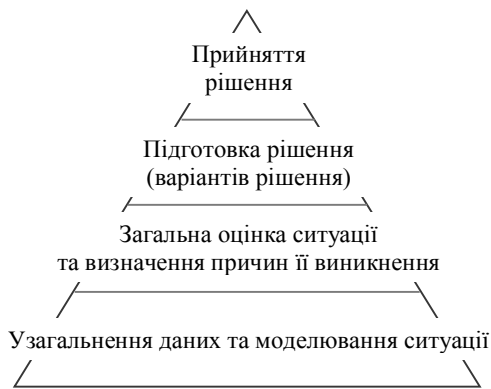 Прийняття
рішення
Підготовка рішення
(варіантів рішення)
Загальна оцінка ситуації
та визначення причин її виникнення
Узагальнення даних та моделювання ситуації